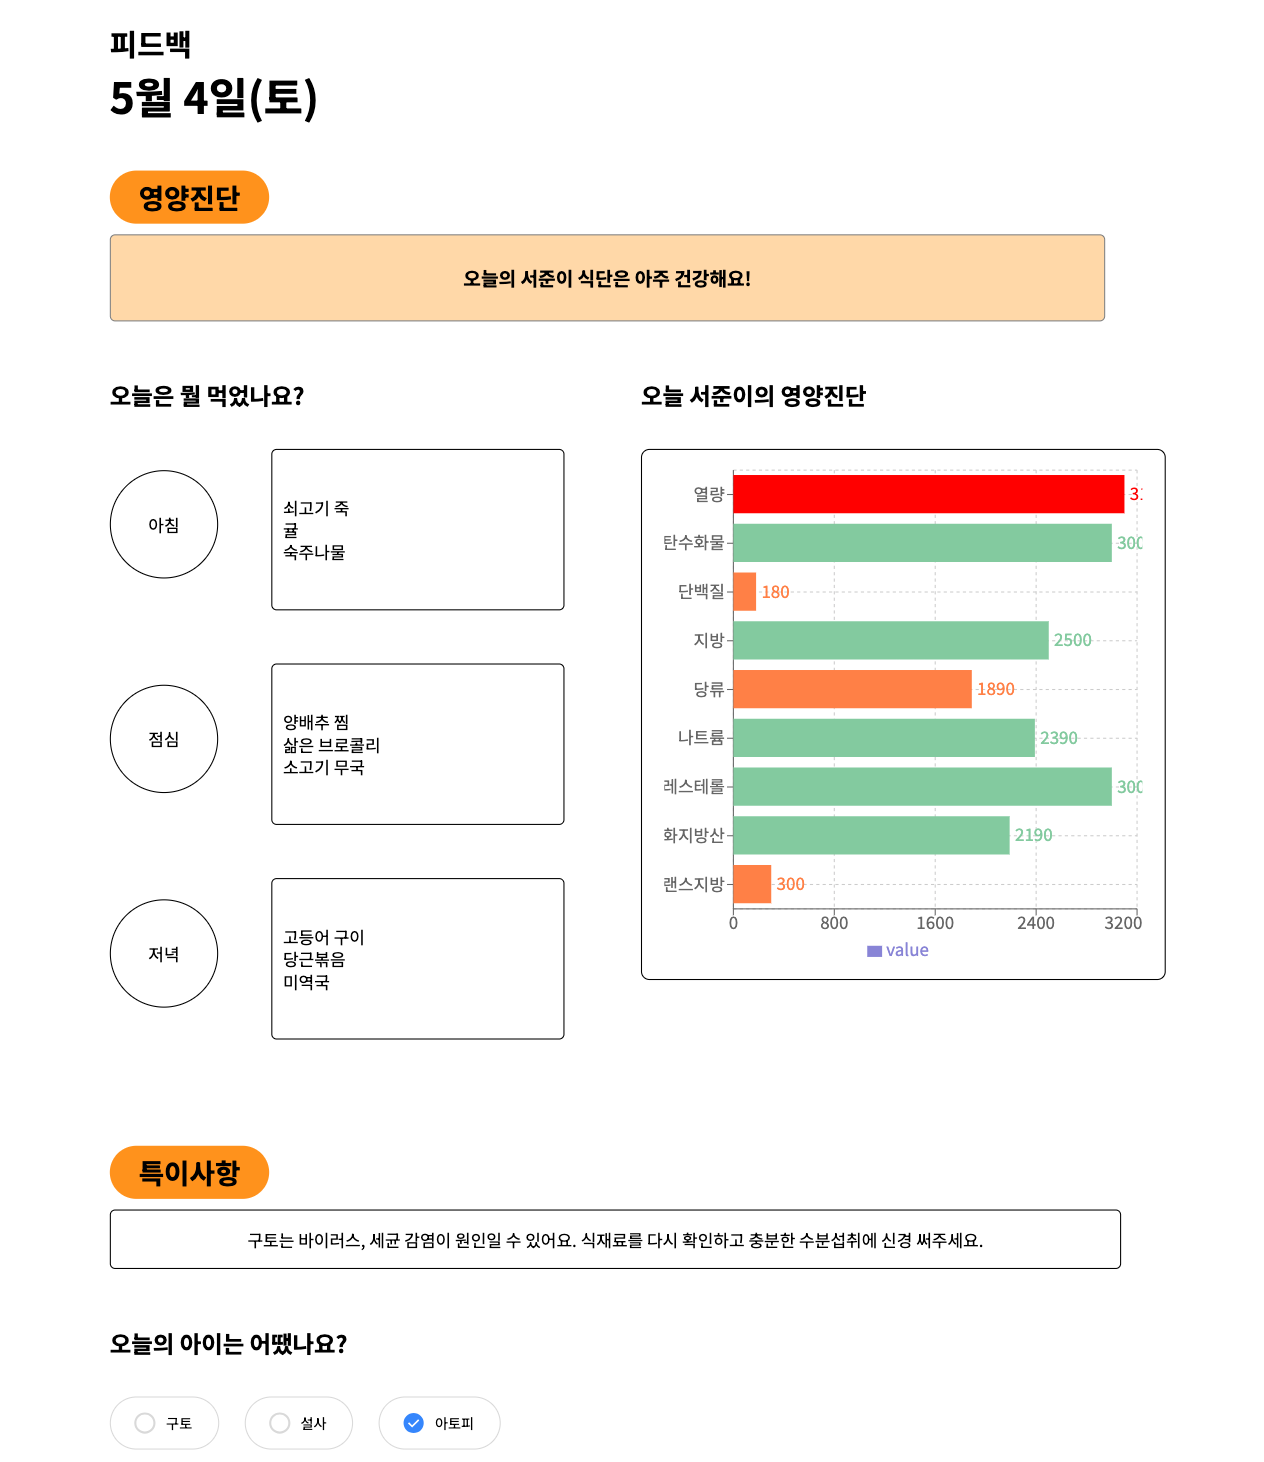 피드백
5월 4일(토)
영양진단
오늘의 서준이 식단은 아주 건강해요!
오늘은 뭘 먹었나요?
아침
쇠고기 죽
귤
숙주나물
점심
양배추 찜
삶은 브로콜리
소고기 무국
저녁
고등어 구이
당근볶음
미역국
오늘 서준이의 영양진단
열량
탄수화물 300
단백질 180
지방 2500
당류 1890
나트륨 2390
레스테롤 300
화지방산 2190
랜스지방 300
0 800 1600 2400 3200
value
특이사항
구토는 바이러스, 세균 감염이 원인일 수 있어요. 식재료를 다시 확인하고 충분한 수분섭취에 신경 써주세요.
오늘의 아이는 어땠나요?
구토 설사 아토피